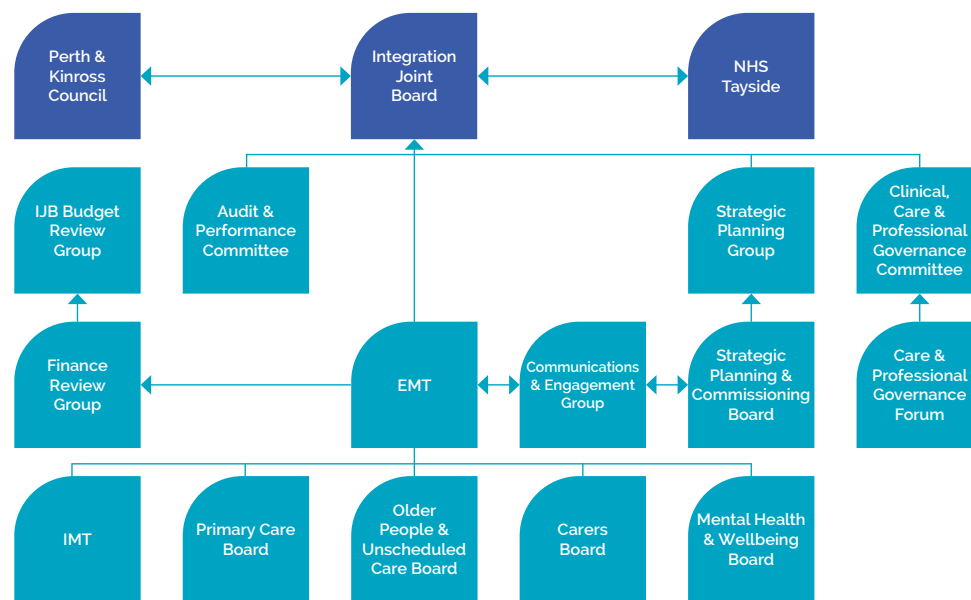 Perth &
Kinross
Council
Integration
Joint
Board
NHS
Tayside
IJB Budget
Review
Group
Audit &
Performance
Committee
Strategic
Planning
Group
Clinical,
Care &
Professional
Governance
Committee
Finance
Review
Group
EMT
Communications
& Engagement
Group
Strategic
Planning &
Commissioning
Board
Care &
Professional
Governance
Forum
IMT
Primary Care
Board
Older
People &
Unscheduled
Care Board
Carers
Board
Mental Health
& Wellbeing
Board